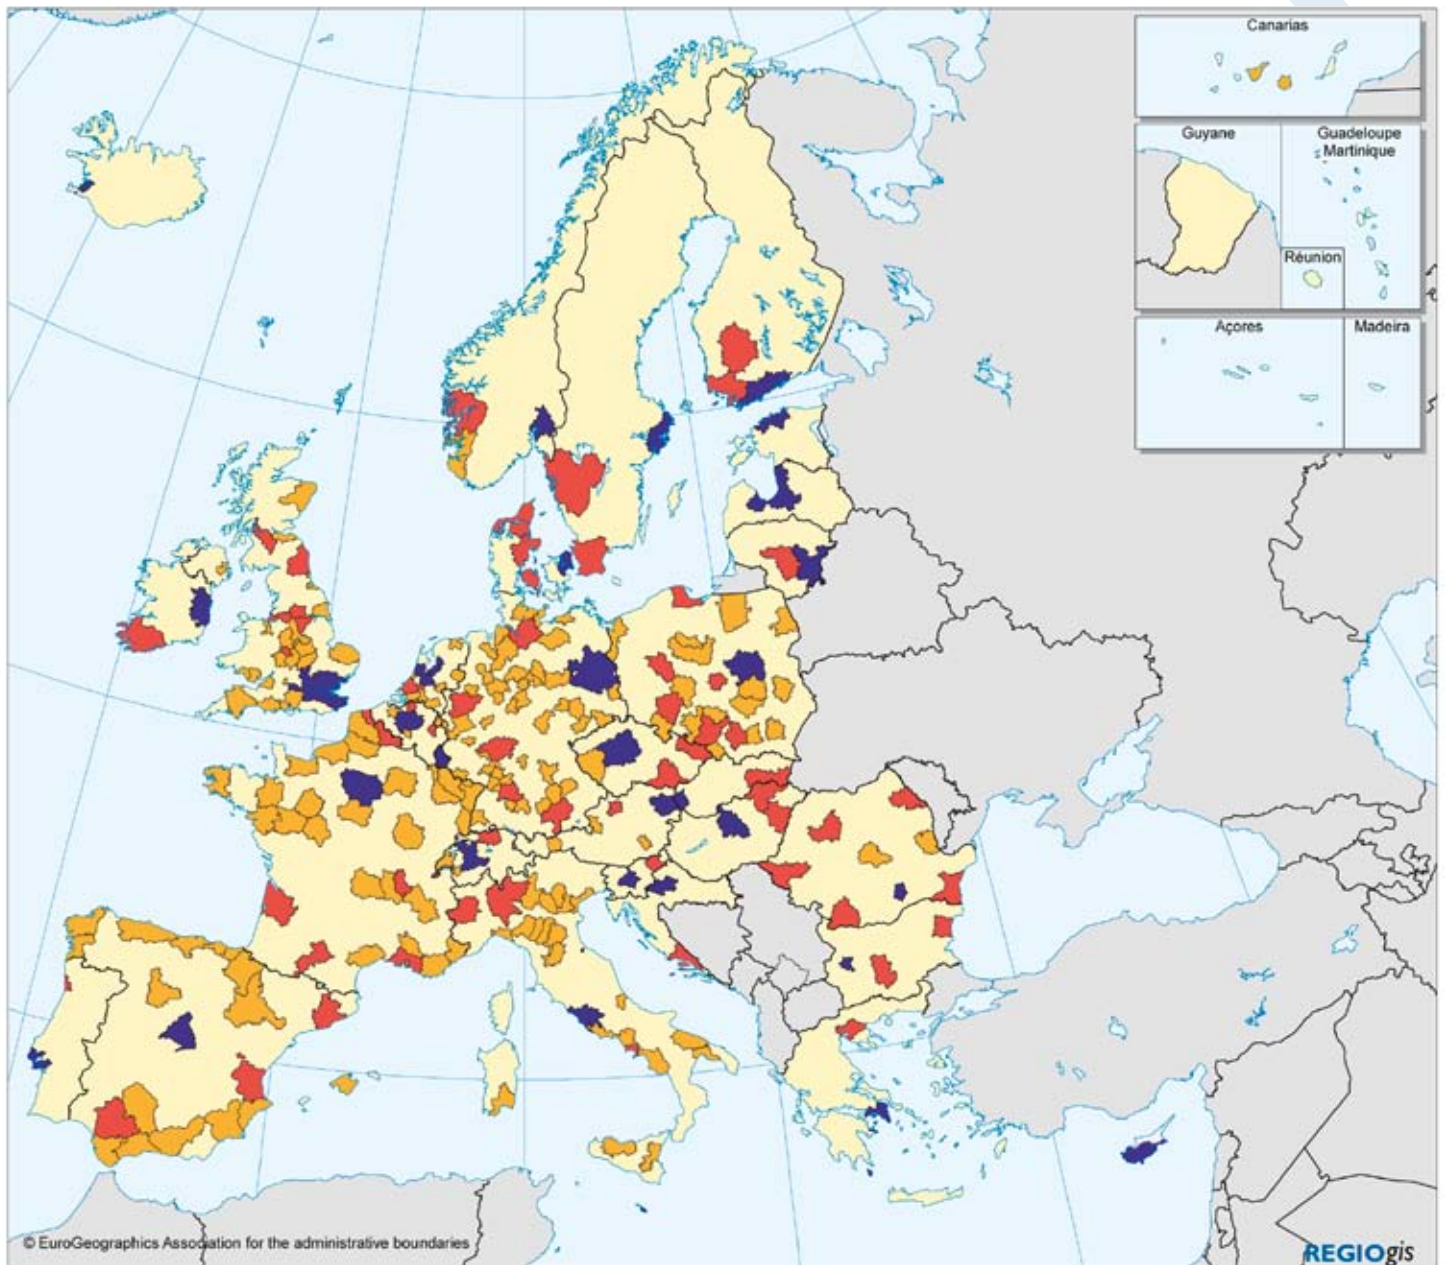 Canarias
Guyane
Guadeloupe
Martinique
Réunion
Açores
Madeira
© EuroGeographics Association for the administrative boundaries
REGIOgis